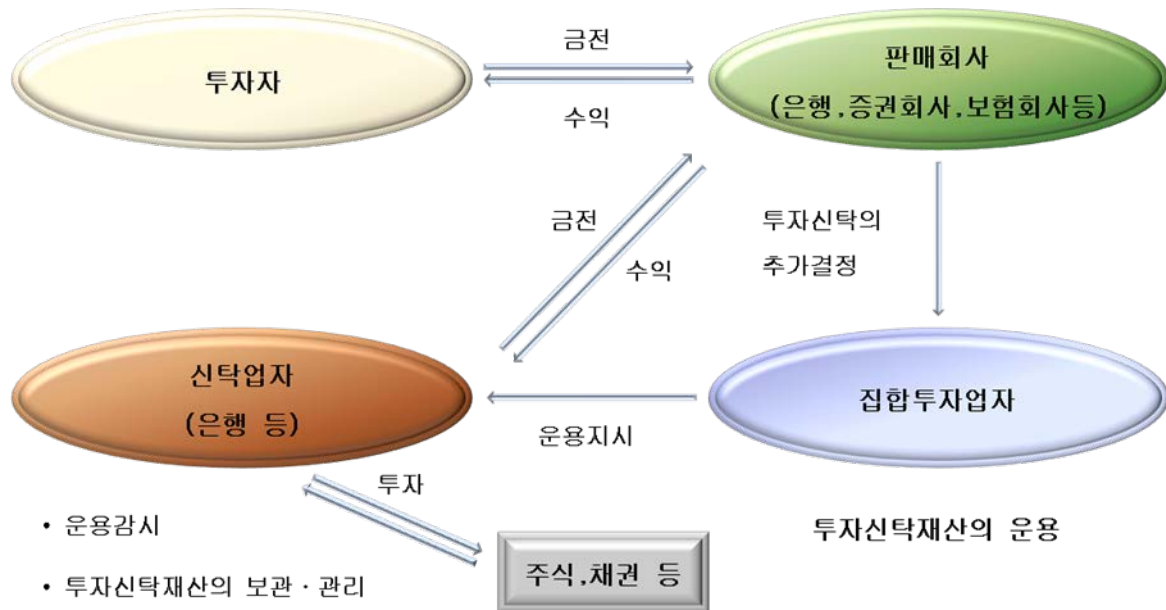 투자자
금전
수익
판매회사
(은행,증권회사,보험회사등)
금전
수익
투자신탁의
추가결정
신탁업자
(은행 등)
운용지시
집합투자업자
투자
• 운용감시
• 투자신탁재산의 보관 · 관리
주식,채권 등
투자신탁재산의 운용